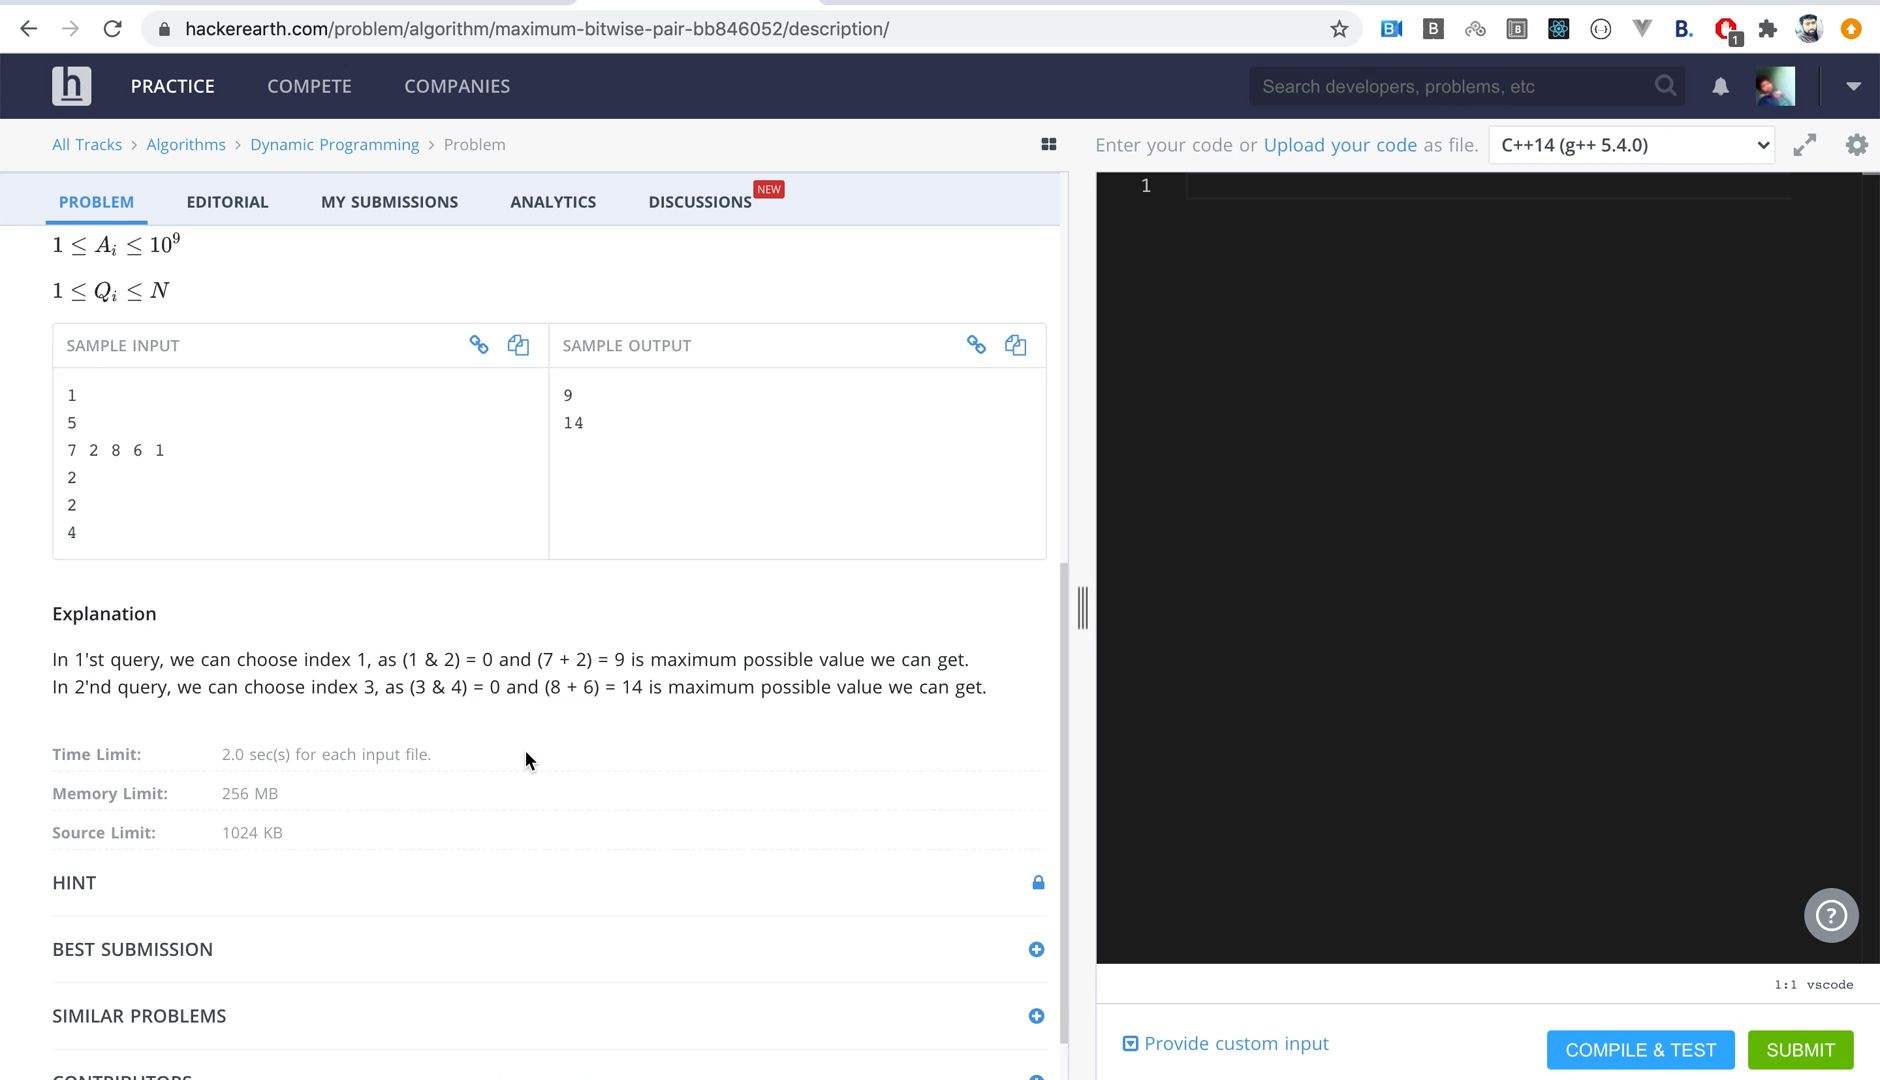 hackerearth.com/problem/algorithm/maximum-bitwise-pair-bb846052/description/
B
B
B
B.
1
h
PRACTICE
COMPETE
COMPANIES
Search developers, problems, etc
All Tracks > Algorithms > Dynamic Programming > Problem
Enter your code or Upload your code as file.
C++14 (g++ 5.4.0)
PROBLEM
EDITORIAL
MY SUBMISSIONS
ANALYTICS
DISCUSSIONS
NEW
1
1 ≤ Aᵢ ≤ 10⁹
1 ≤ Qᵢ ≤ N
SAMPLE INPUT
SAMPLE OUTPUT
1
5
7 2 8 6 1
2
2
4
9
14
Explanation
In 1'st query, we can choose index 1, as (1 & 2) = 0 and (7 + 2) = 9 is maximum possible value we can get.
In 2'nd query, we can choose index 3, as (3 & 4) = 0 and (8 + 6) = 14 is maximum possible value we can get.
Time Limit: 2.0 sec(s) for each input file.
Memory Limit: 256 MB
Source Limit: 1024 KB
HINT
BEST SUBMISSION
SIMILAR PROBLEMS
CONTRIBUTORS
?
1:1 vscode
Provide custom input
COMPILE & TEST
SUBMIT